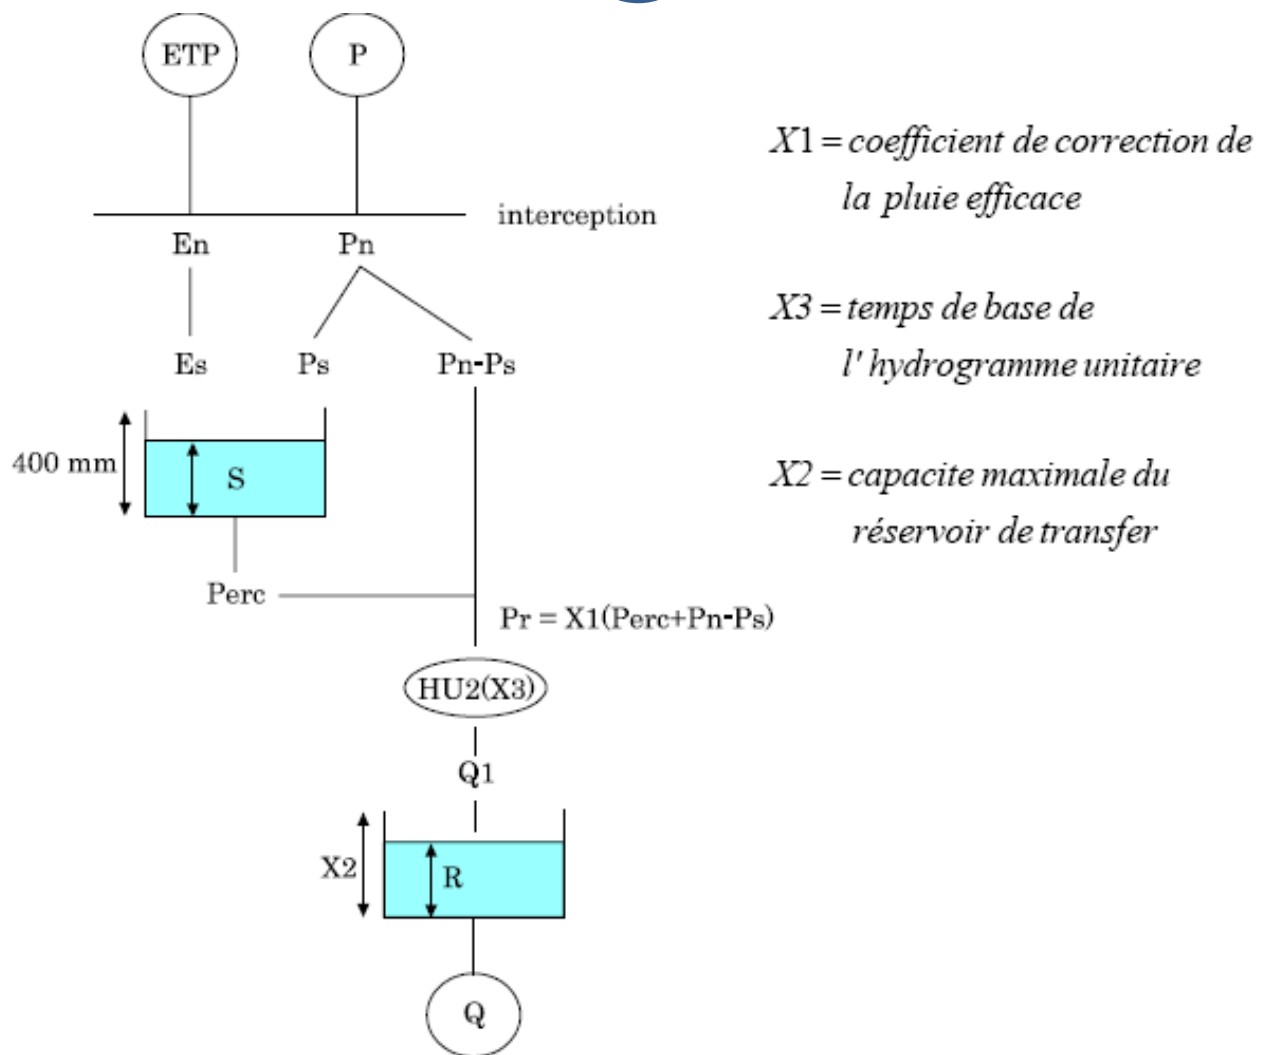 ETP P
interception
En Pn
Es Ps Pn-Ps
400 mm
S
Perc
Pr = X1(Perc+Pn-Ps)
HU2(X3)
Q1
X2
R
Q
X1 = coefficient de correction de
la pluie efficace
X3 = temps de base de
l' hydrogramme unitaire
X2 = capacite maximale du
réservoir de transfer